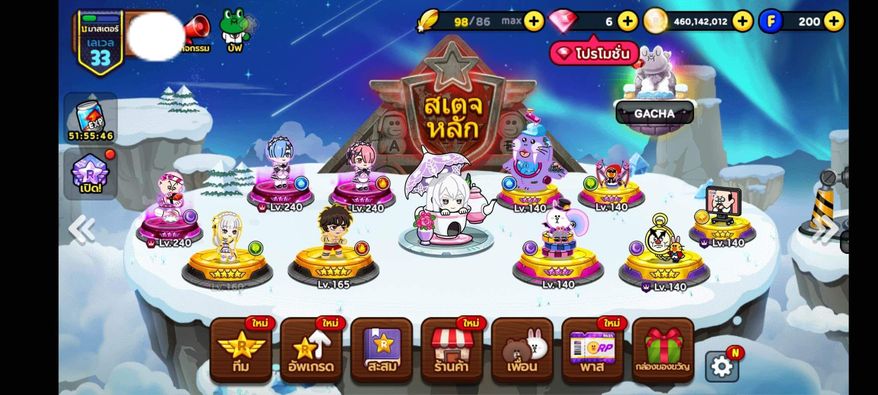 มาสเตอร์
เลเวล
33
กิจกรรม
บัฟ
98/86 max
6
460,142,012
F 200
โปรโมชั่น
GACHA
EXP
51:55:46
R
เปิด!
สเตจ
หลัก
A
Lv.240
Lv.240
Lv.240
Lv.140
Lv.140
Lv.160
Lv.165
Lv.140
Lv.140
Lv.140
ใหม่
ใหม่
ใหม่
ใหม่
R
R
R
RP
N
ทีม
อัพเกรด
สะสม
ร้านค้า
เพื่อน
พาส
กล่องของขวัญ